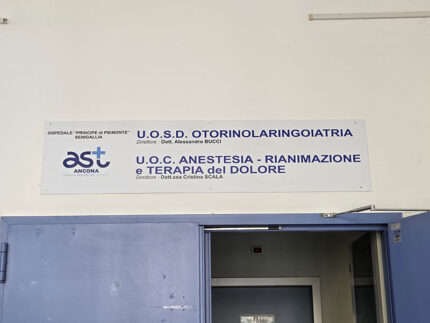 OSPEDALE "PRINCIPE di PIEMONTE"
SENIGALLIA
ast
ANCONA
U.O.S.D. OTORINOLARINGOIATRIA
Direttore : Dott. Alessandro BUCCI
U.O.C. ANESTESIA - RIANIMAZIONE
e TERAPIA del DOLORE
Direttore : Dott.ssa Cristina SCALA